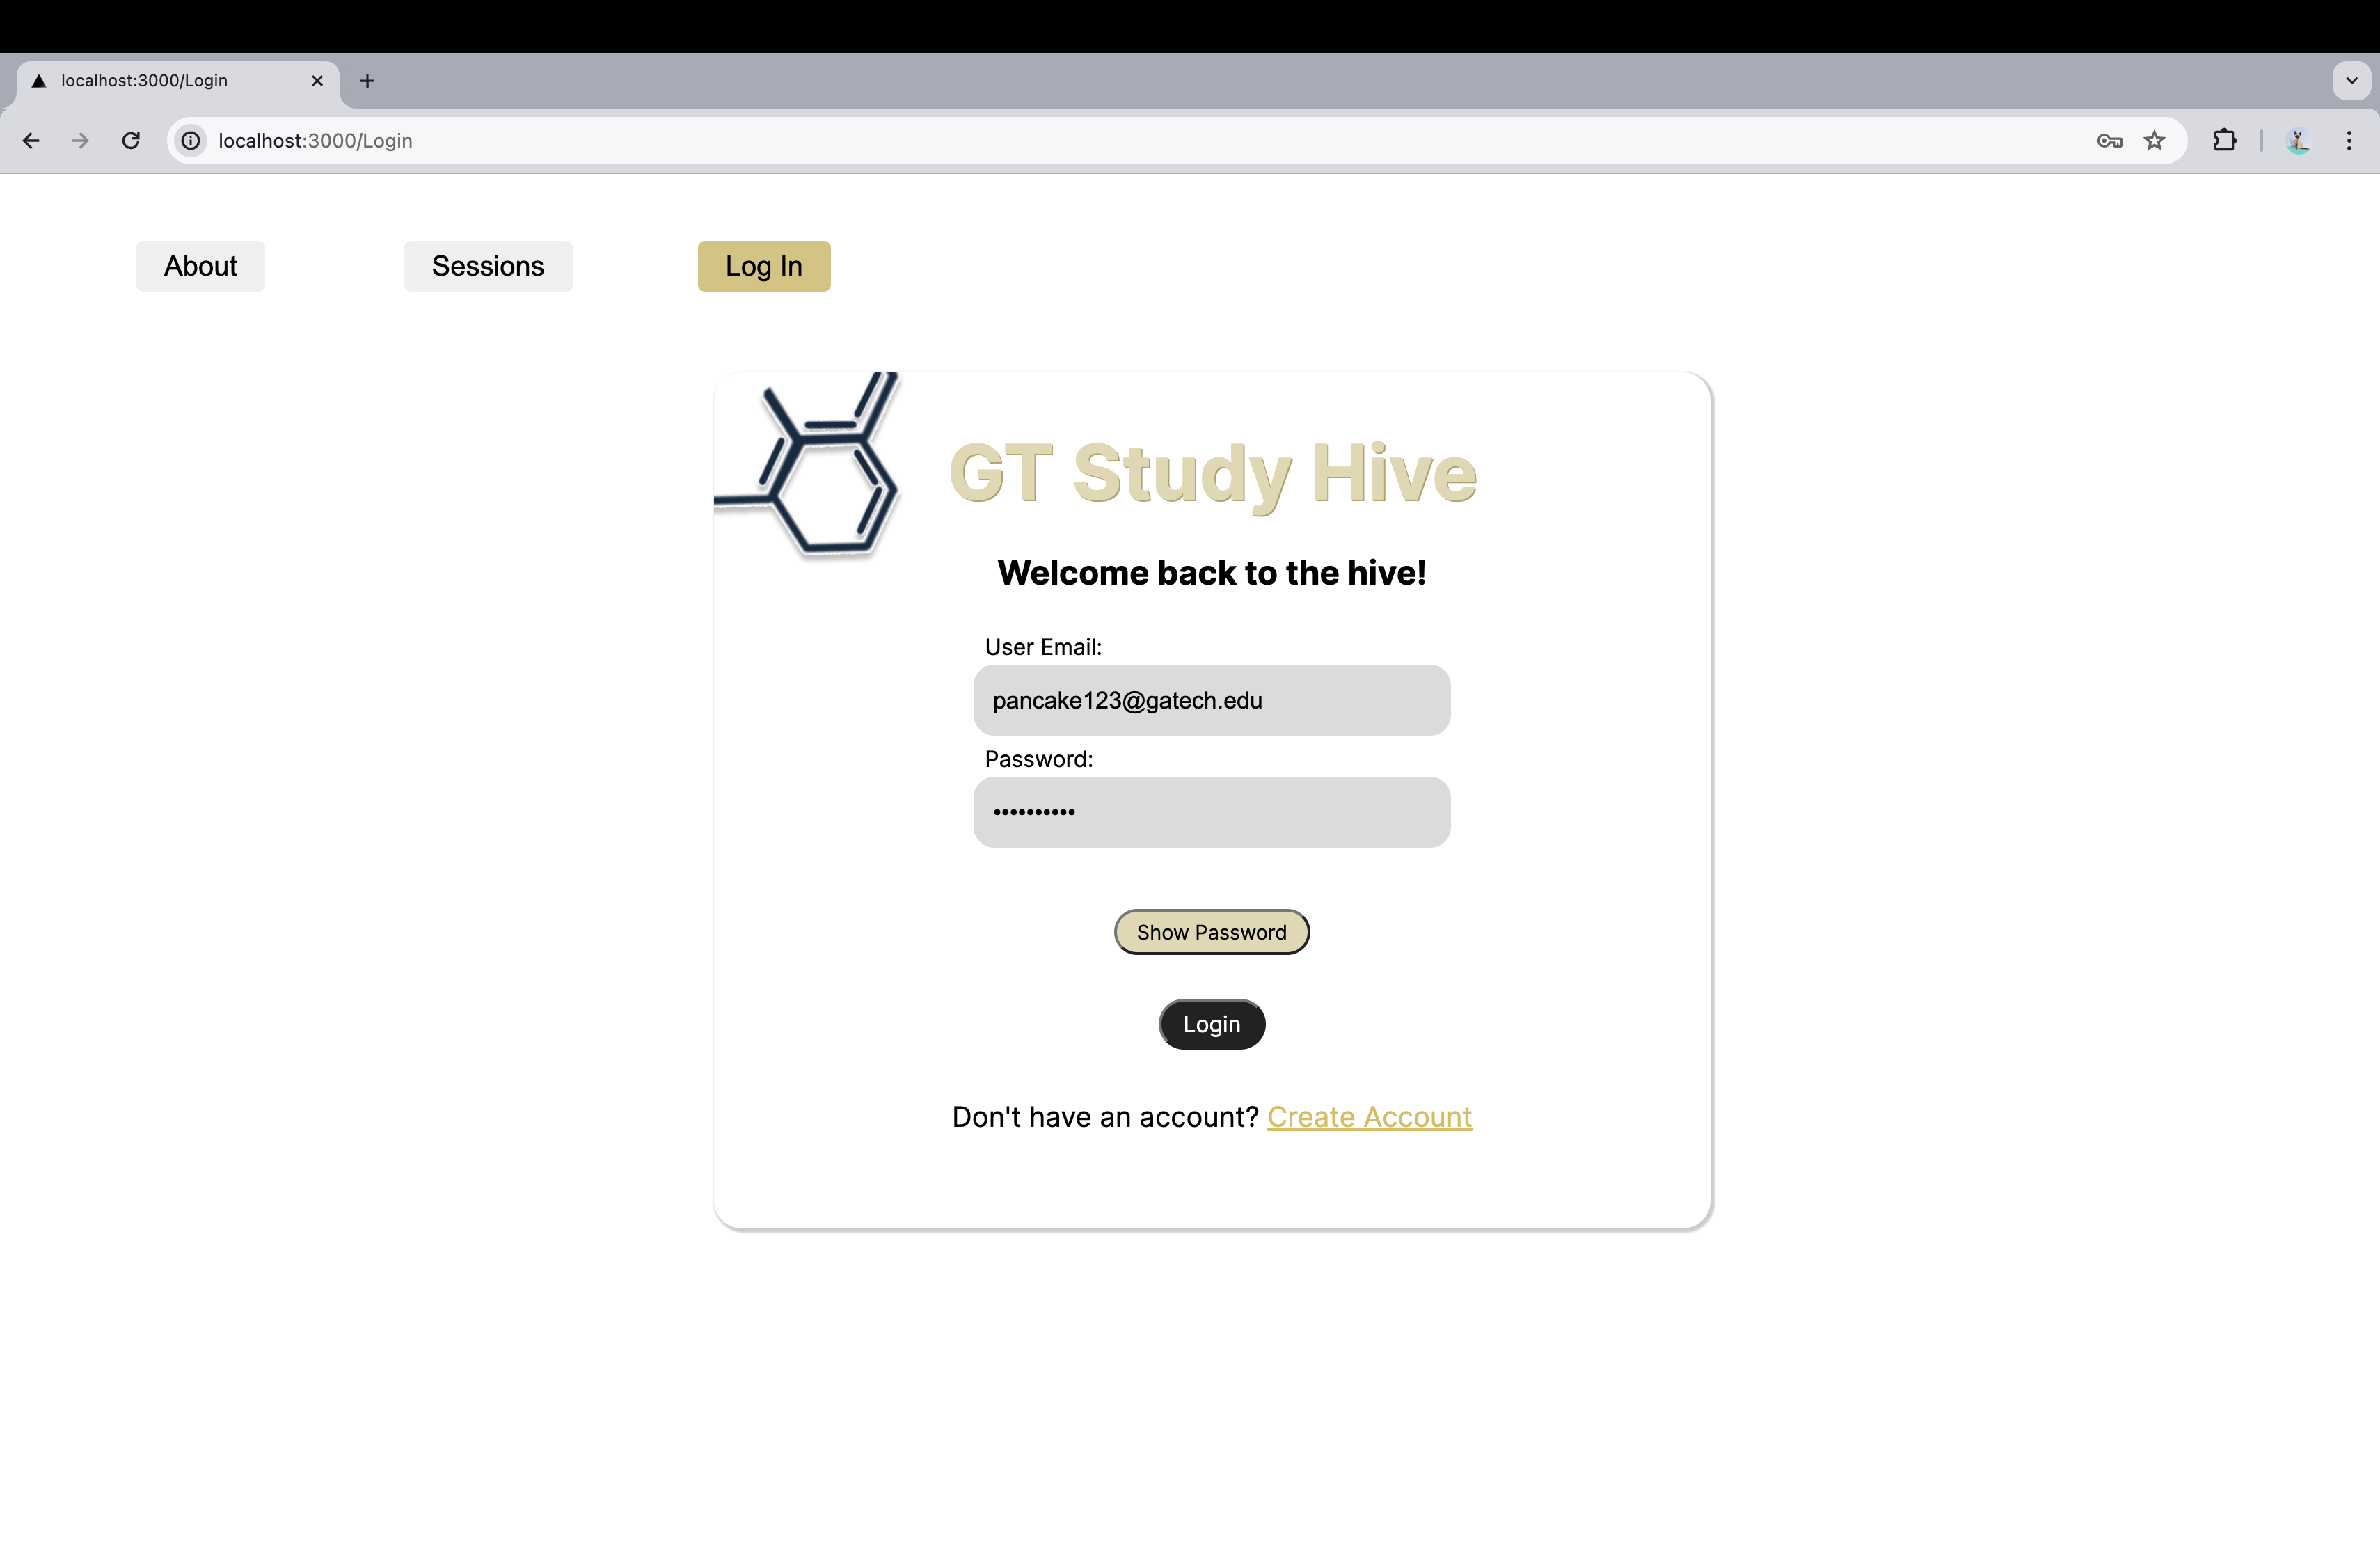 localhost:3000/Login
localhost:3000/Login
About Sessions Log In
GT Study Hive
Welcome back to the hive!
User Email:
pancake123@gatech.edu
Password:
••••••••••
Show Password
Login
Don't have an account? Create Account